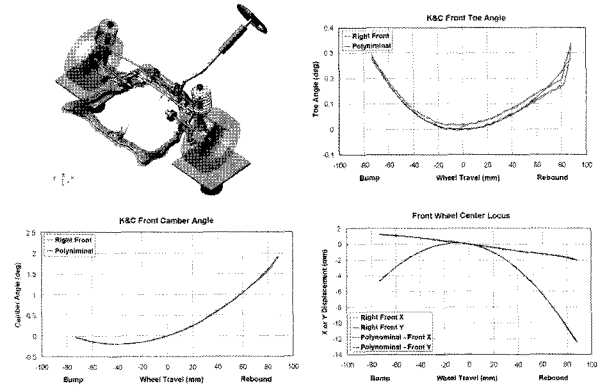 K&C Front Toe Angle
Right Front
Polynominal
Toe Angle (deg)
0.4
0.3
0.2
0.1
0
-0.1
-100 -80 -60 -40 -20 0 20 40 60 80 100
Bump Wheel Travel (mm) Rebound
Y Z X
K&C Front Camber Angle
Right Front
Polynominal
Camber Angle (deg)
2.5
2
1.5
1
0.5
0
-0.5
-100 -80 -60 -40 -20 0 20 40 60 80 100
Bump Wheel Travel (mm) Rebound
Front Wheel Center Locus
Right Front X
Right Front Y
Polynominal - Front X
Polynominal - Front Y
X or Y Displacement (mm)
2
0
-2
-4
-6
-8
-10
-12
-14
-100 -80 -60 -40 -20 0 20 40 60 80 100
Bump Wheel Travel (mm) Rebound